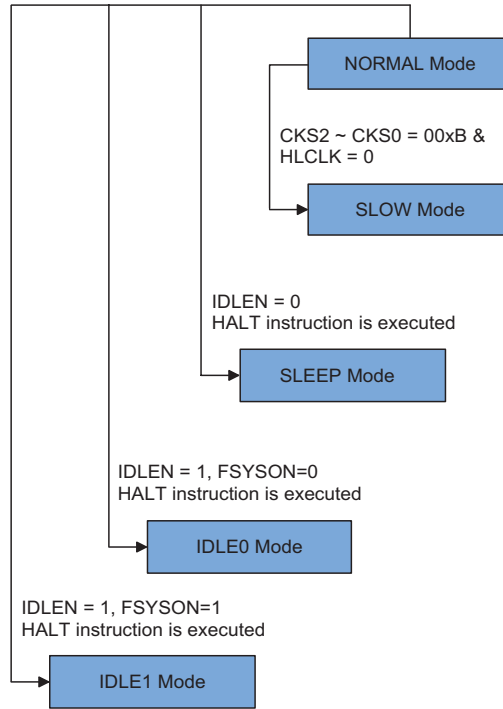 NORMAL Mode
CKS2 ~ CKS0 = 00xB &
HLCLK = 0
SLOW Mode
IDLEN = 0
HALT instruction is executed
SLEEP Mode
IDLEN = 1, FSYSON=0
HALT instruction is executed
IDLE0 Mode
IDLEN = 1, FSYSON=1
HALT instruction is executed
IDLE1 Mode